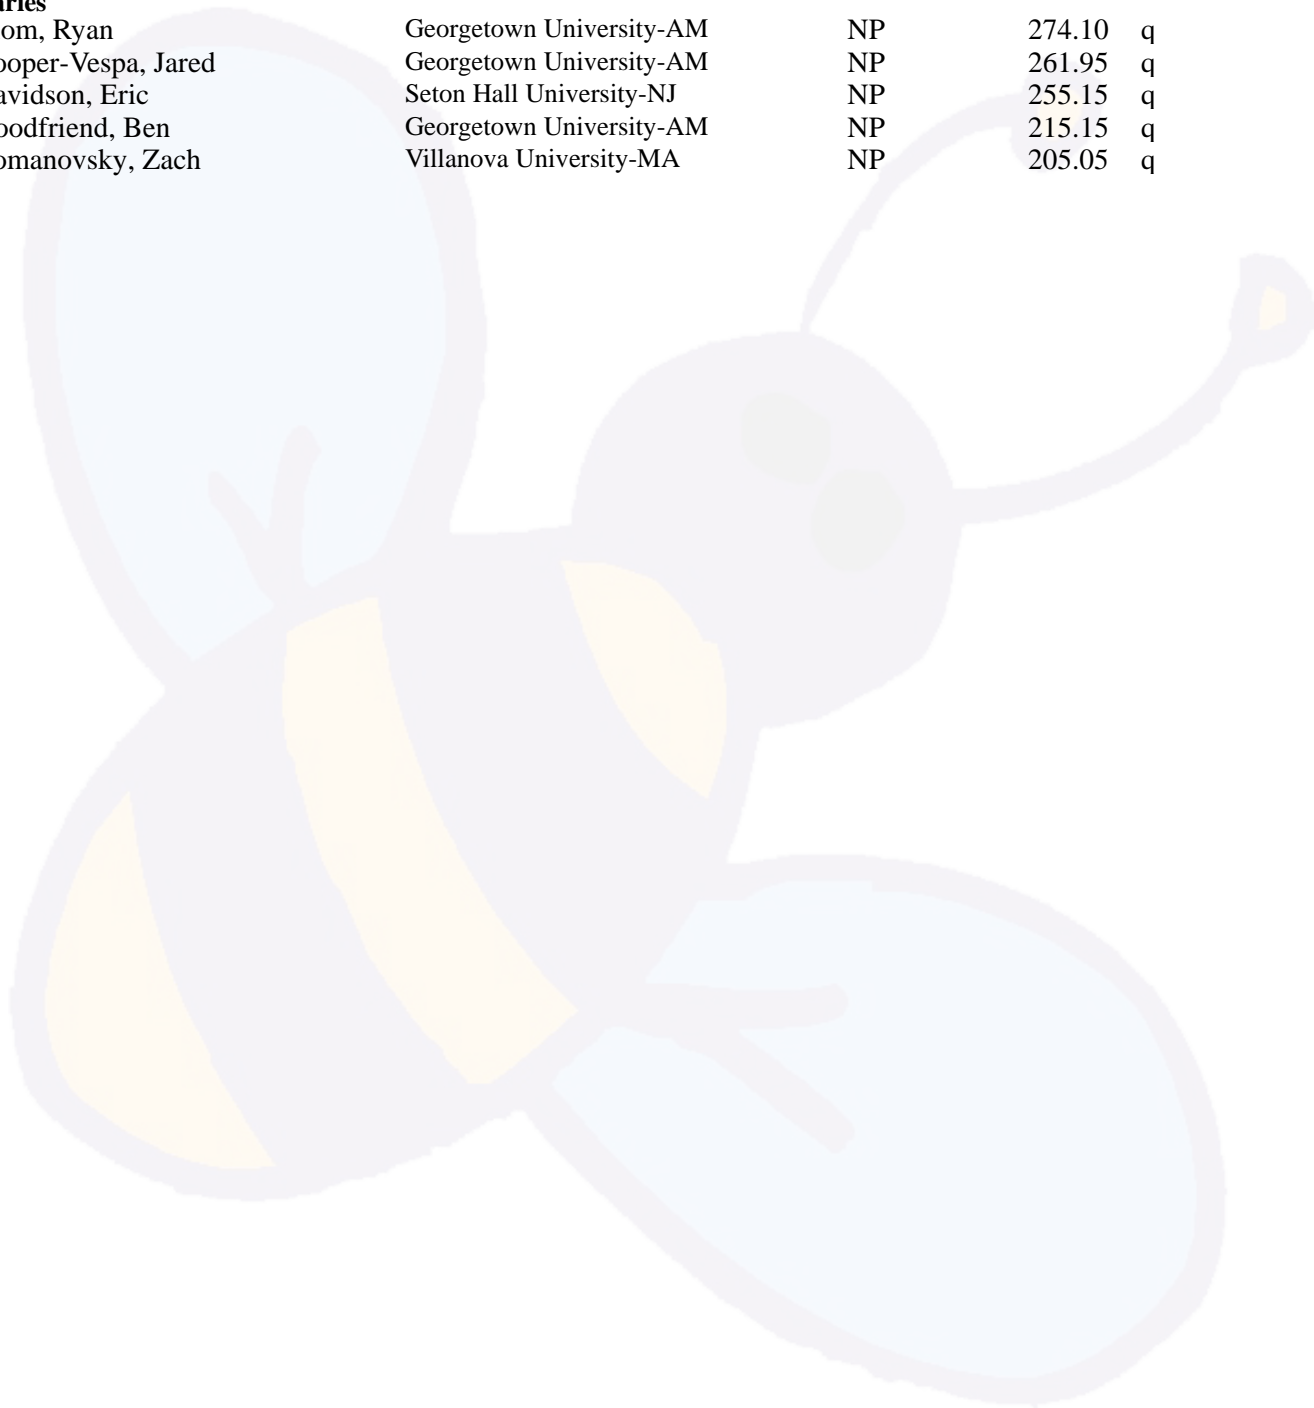 aries
om, Ryan Georgetown University-AM NP 274.10 q
ooper-Vespa, Jared Georgetown University-AM NP 261.95 q
avidson, Eric Seton Hall University-NJ NP 255.15 q
oodfriend, Ben Georgetown University-AM NP 215.15 q
omanovsky, Zach Villanova University-MA NP 205.05 q